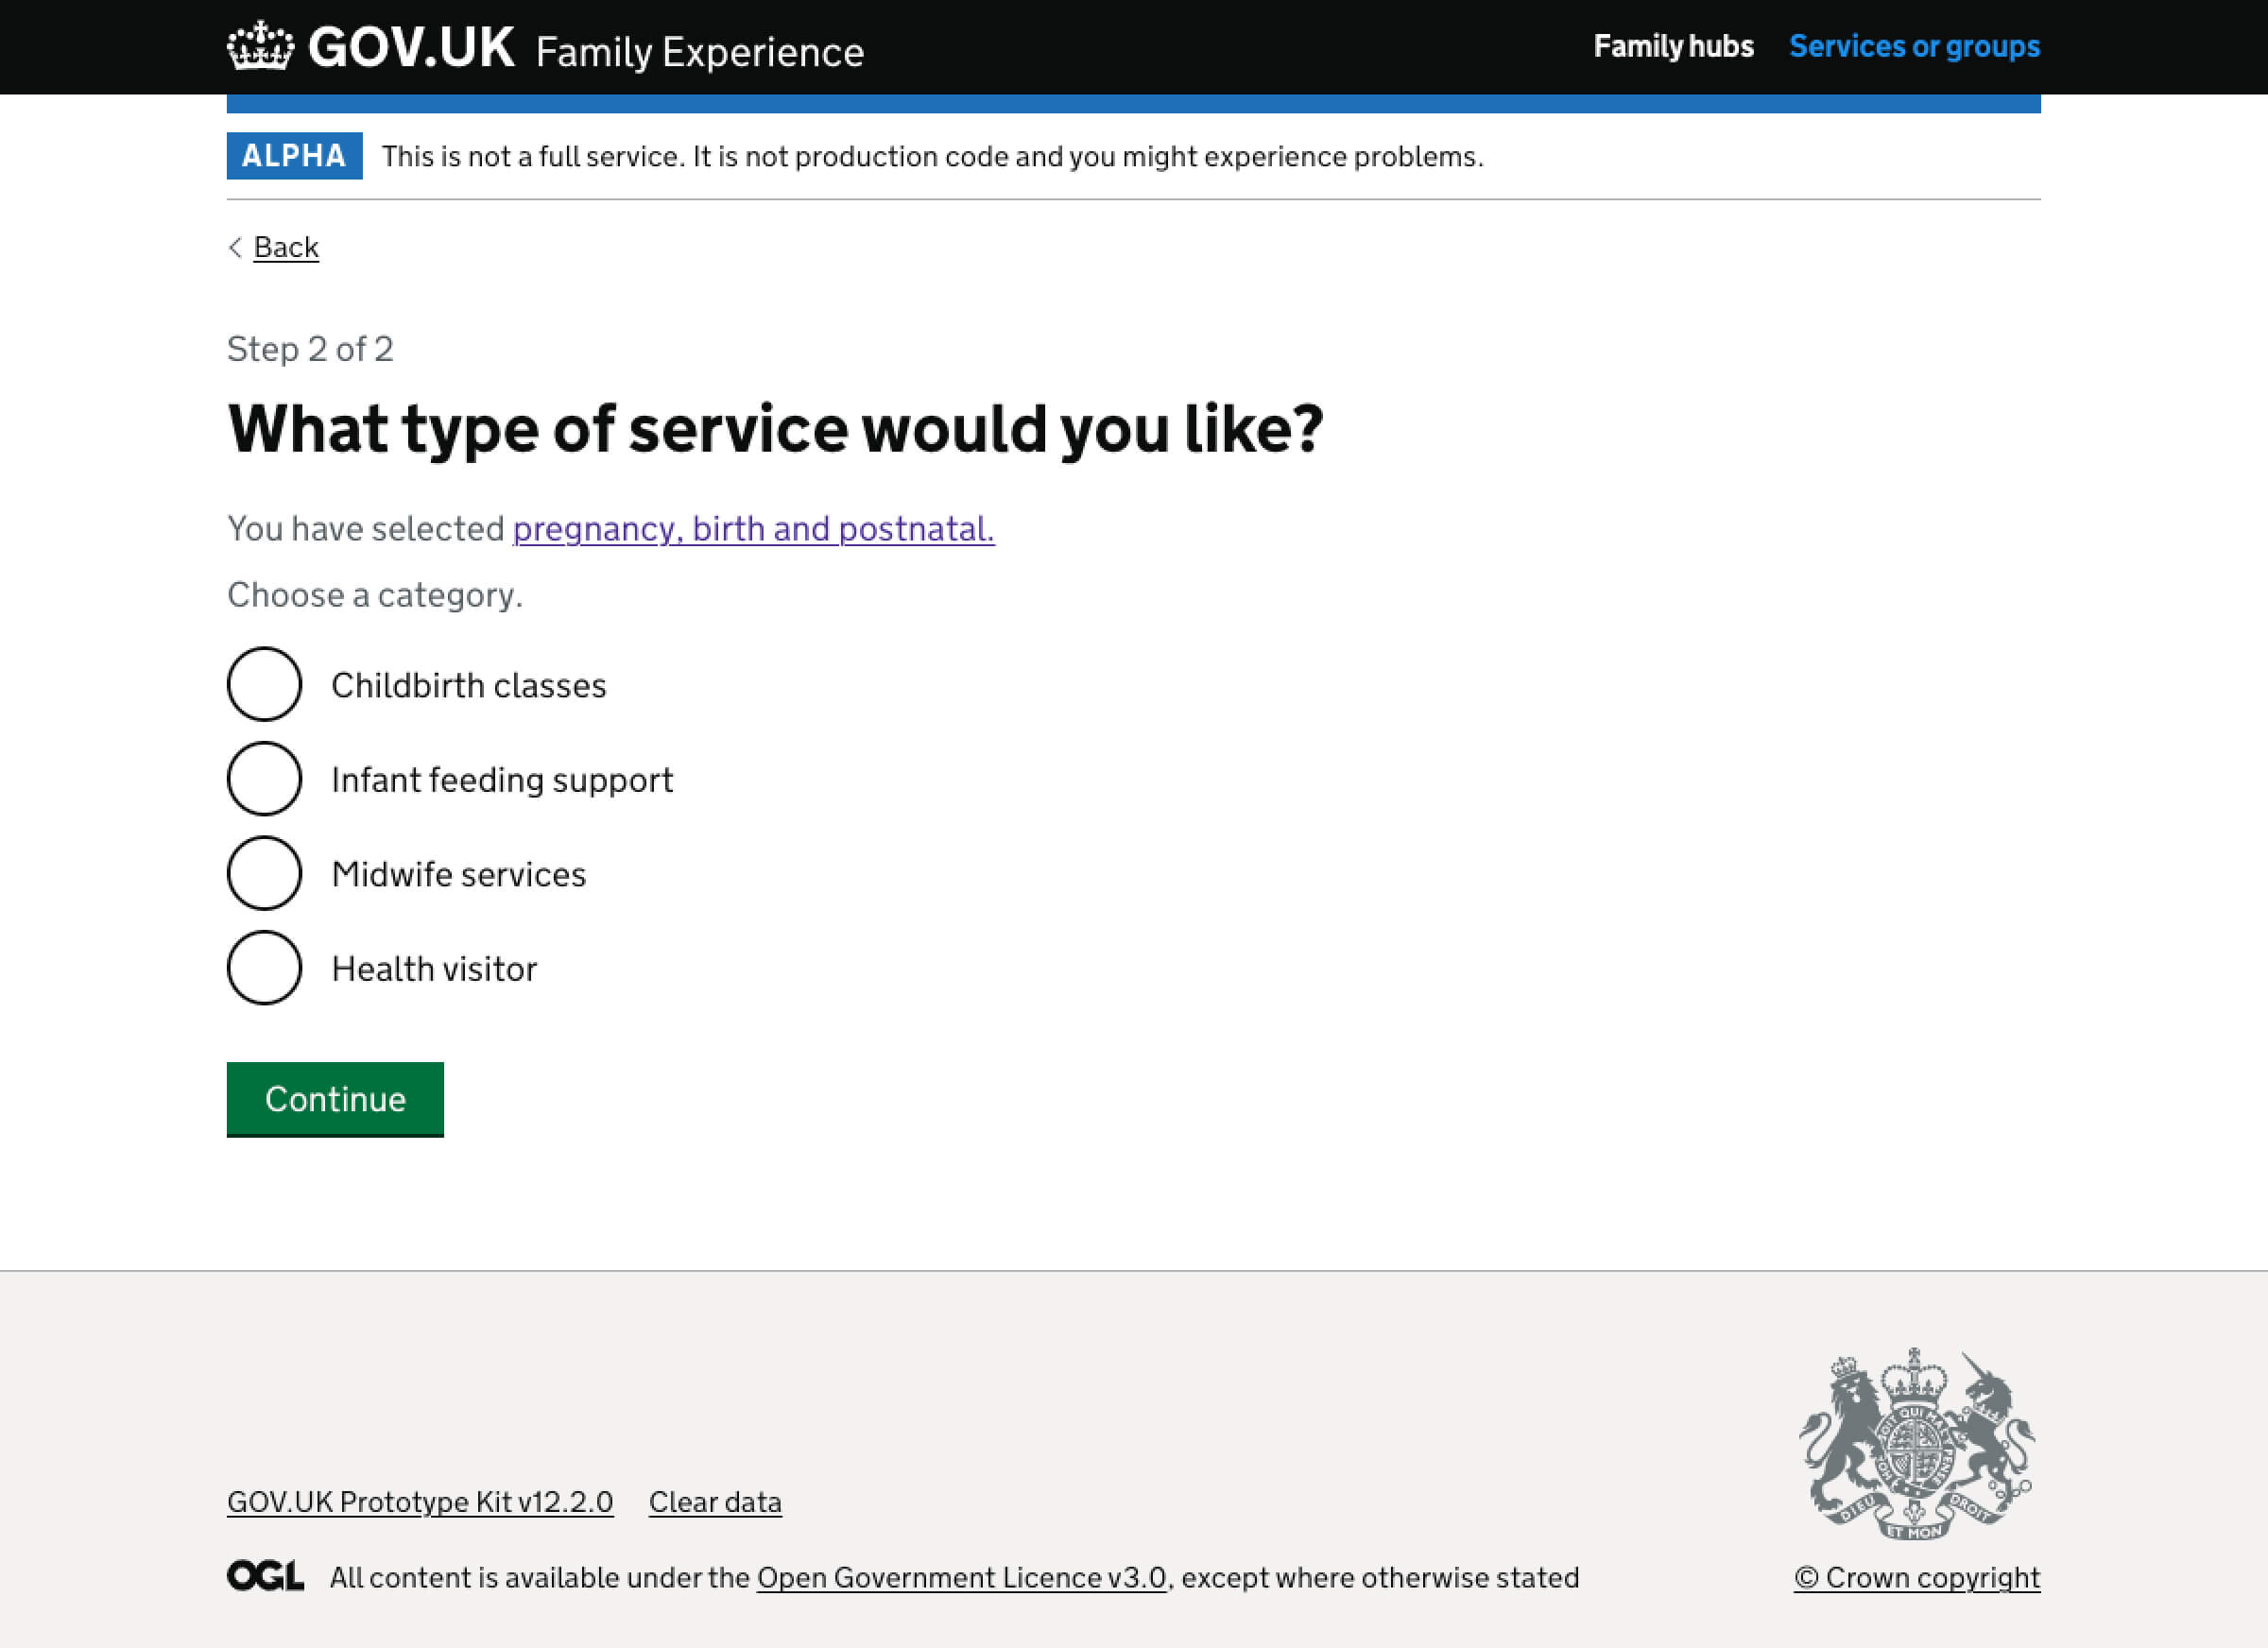 GOV.UK Family Experience
Family hubs Services or groups
ALPHA This is not a full service. It is not production code and you might experience problems.
Back
Step 2 of 2
What type of service would you like?
You have selected pregnancy, birth and postnatal.
Choose a category.
Childbirth classes
Infant feeding support
Midwife services
Health visitor
Continue
DIEU ET MON DROIT
GOV.UK Prototype Kit v12.2.0 Clear data
OGL All content is available under the Open Government Licence v3.0, except where otherwise stated
© Crown copyright